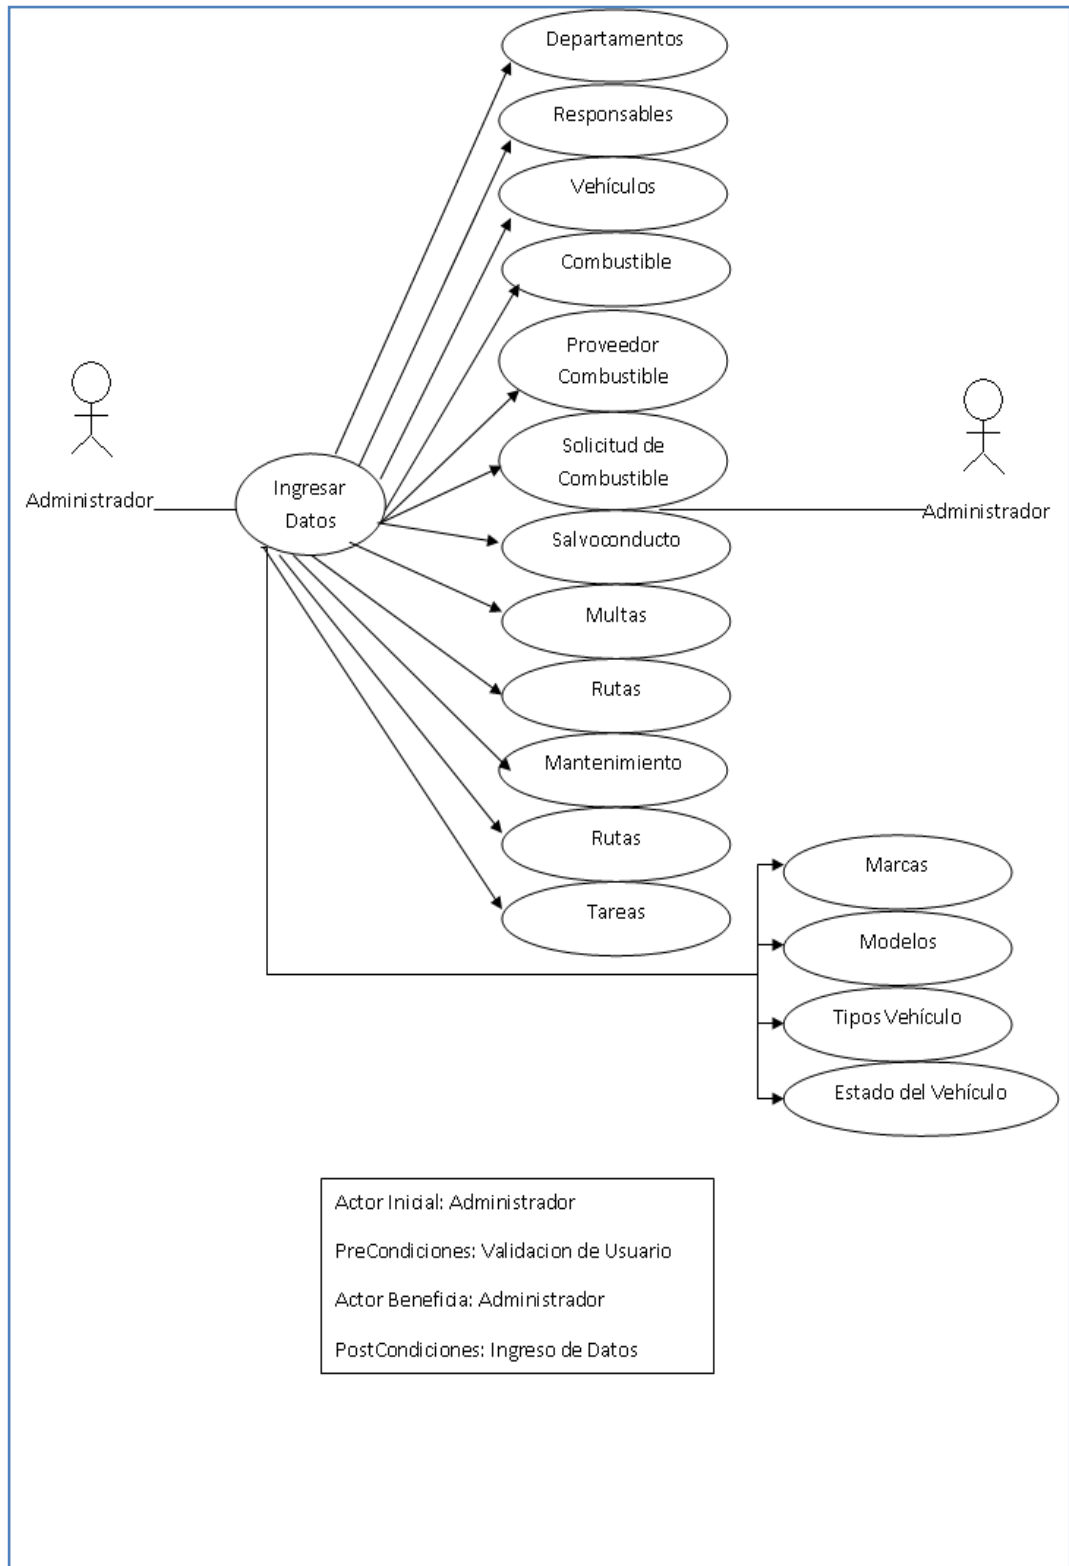 Departamentos
Responsables
Vehículos
Combustible
Proveedor
Combustible
Solicitud de
Combustible
Administrador
Ingresar
Datos
Administrador
Salvoconducto
Multas
Rutas
Mantenimiento
Rutas
Tareas
Marcas
Modelos
Tipos Vehículo
Estado del Vehículo
Actor Inicial: Administrador
PreCondiciones: Validacion de Usuario
Actor Beneficia: Administrador
PostCondiciones: Ingreso de Datos